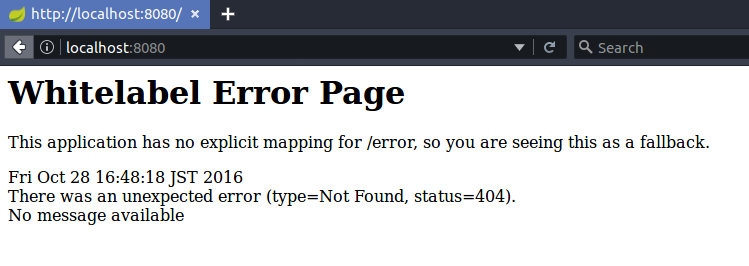 http://localhost:8080/
localhost:8080
Search
Whitelabel Error Page
This application has no explicit mapping for /error, so you are seeing this as a fallback.
Fri Oct 28 16:48:18 JST 2016
There was an unexpected error (type=Not Found, status=404).
No message available